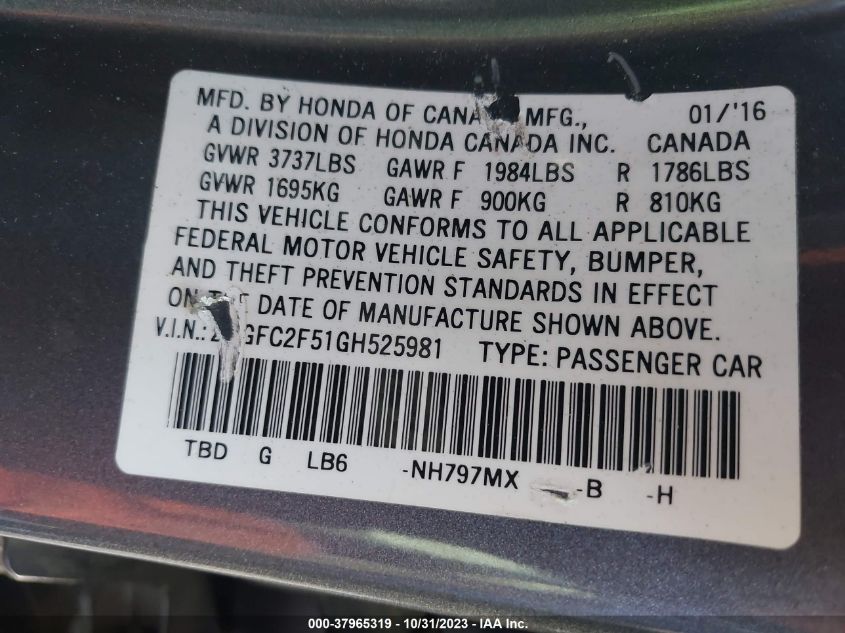 MFD. BY HONDA OF MFG., 01/'16
A DIVISION OF HONDA CANADA INC. CANADA
GVWR 3737LBS GAWR F 1984LBS R 1786LBS
GVWR 1695KG GAWR F 900KG R 810KG
THIS VEHICLE CONFORMS TO ALL APPLICABLE
FEDERAL MOTOR VEHICLE SAFETY, BUMPER,
AND THEFT PREVENTION STANDARDS IN EFFECT
ON DATE OF MANUFACTURE SHOWN ABOVE.
V.I.N.: TYPE: PASSENGER CAR
TBD G LB6 -NH797MX -B -H
000-37965319 - 10/31/2023 - IAA Inc.